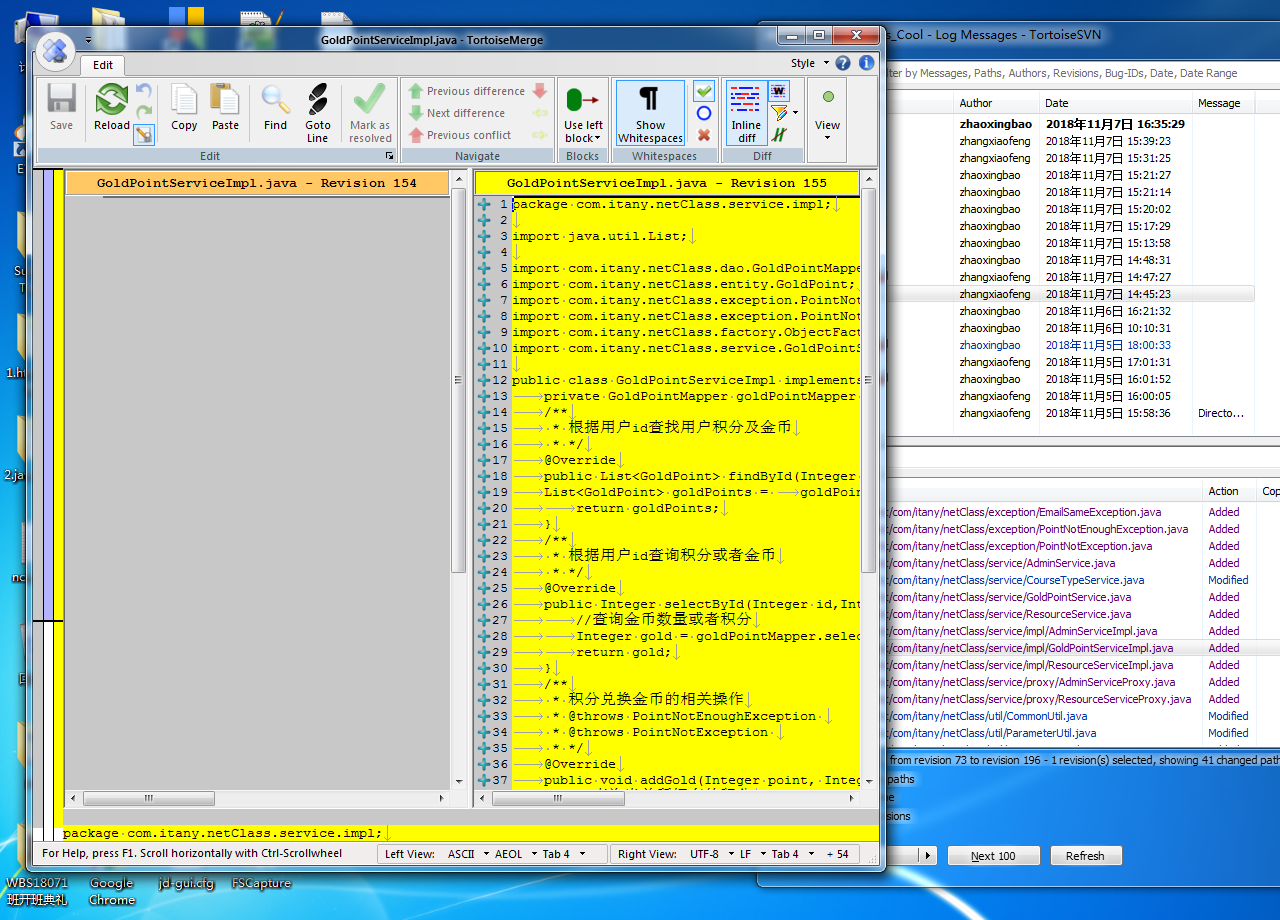 GoldPointServiceImpl.java - TortoiseMerge
s_Cool - Log Messages - TortoiseSVN
Edit
Style
Save
Reload
Copy
Paste
Find
Goto Line
Mark as resolved
Previous difference
Next difference
Previous conflict
Use left block
Show Whitespaces
Inline diff
View
Edit
Navigate
Blocks
Whitespaces
Diff
GoldPointServiceImpl.java - Revision 154
GoldPointServiceImpl.java - Revision 155
1 package com.itany.netClass.service.impl;
2
3 import java.util.List;
4
5 import com.itany.netClass.dao.GoldPointMappe
6 import com.itany.netClass.entity.GoldPoint;
7 import com.itany.netClass.exception.PointNot
8 import com.itany.netClass.exception.PointNot
9 import com.itany.netClass.factory.ObjectFact
10 import com.itany.netClass.service.GoldPointS
11
12 public class GoldPointServiceImpl implements
13 private GoldPointMapper goldPointMapper
14 /**
15 * 根据用户id查找用户积分及金币
16 * */
17 @Override
18 public List<GoldPoint> findById(Integer
19 List<GoldPoint> goldPoints = goldPoin
20 return goldPoints;
21 }
22 /**
23 * 根据用户id查询积分或者金币
24 * */
25 @Override
26 public Integer selectById(Integer id,Int
27 //查询金币数量或者积分
28 Integer gold = goldPointMapper.selec
29 return gold;
30 }
31 /**
32 * 积分兑换金币的相关操作
33 * @throws PointNotEnoughException
34 * @throws PointNotException
35 * */
36 @Override
37 public void addGold(Integer point, Integ
package com.itany.netClass.service.impl;
For Help, press F1. Scroll horizontally with Ctrl-Scrollwheel
Left View: ASCII AEOL Tab 4
Right View: UTF-8 LF Tab 4 + 54
ter by Messages, Paths, Authors, Revisions, Bug-IDs, Date, Date Range
Author Date Message
zhaoxingbao 2018年11月7日 16:35:29
zhangxiaofeng 2018年11月7日 15:39:23
zhangxiaofeng 2018年11月7日 15:31:25
zhaoxingbao 2018年11月7日 15:21:27
zhaoxingbao 2018年11月7日 15:21:14
zhaoxingbao 2018年11月7日 15:20:02
zhaoxingbao 2018年11月7日 15:17:29
zhaoxingbao 2018年11月7日 15:13:58
zhaoxingbao 2018年11月7日 14:48:31
zhangxiaofeng 2018年11月7日 14:47:27
zhangxiaofeng 2018年11月7日 14:45:23
zhaoxingbao 2018年11月6日 16:21:32
zhaoxingbao 2018年11月6日 10:10:31
zhaoxingbao 2018年11月5日 18:00:33
zhangxiaofeng 2018年11月5日 17:01:31
zhaoxingbao 2018年11月5日 16:01:52
zhangxiaofeng 2018年11月5日 16:00:05
zhangxiaofeng 2018年11月5日 15:58:36 Directo...
Action Cop
/com/itany/netClass/exception/EmailSameException.java Added
/com/itany/netClass/exception/PointNotEnoughException.java Added
/com/itany/netClass/exception/PointNotException.java Added
/com/itany/netClass/service/AdminService.java Added
/com/itany/netClass/service/CourseTypeService.java Modified
/com/itany/netClass/service/GoldPointService.java Added
/com/itany/netClass/service/ResourceService.java Added
/com/itany/netClass/service/impl/AdminServiceImpl.java Added
/com/itany/netClass/service/impl/GoldPointServiceImpl.java Added
/com/itany/netClass/service/impl/ResourceServiceImpl.java Added
/com/itany/netClass/service/proxy/AdminServiceProxy.java Added
/com/itany/netClass/service/proxy/ResourceServiceProxy.java Added
/com/itany/netClass/util/CommonUtil.java Modified
/com/itany/netClass/util/ParameterUtil.java Modified
from revision 73 to revision 196 - 1 revision(s) selected, showing 41 changed path
paths
sions
Next 100
Refresh
1.ht
2.ja
WBS18071
班开班典礼
Google Chrome
jd-gui.cfg
FSCapture